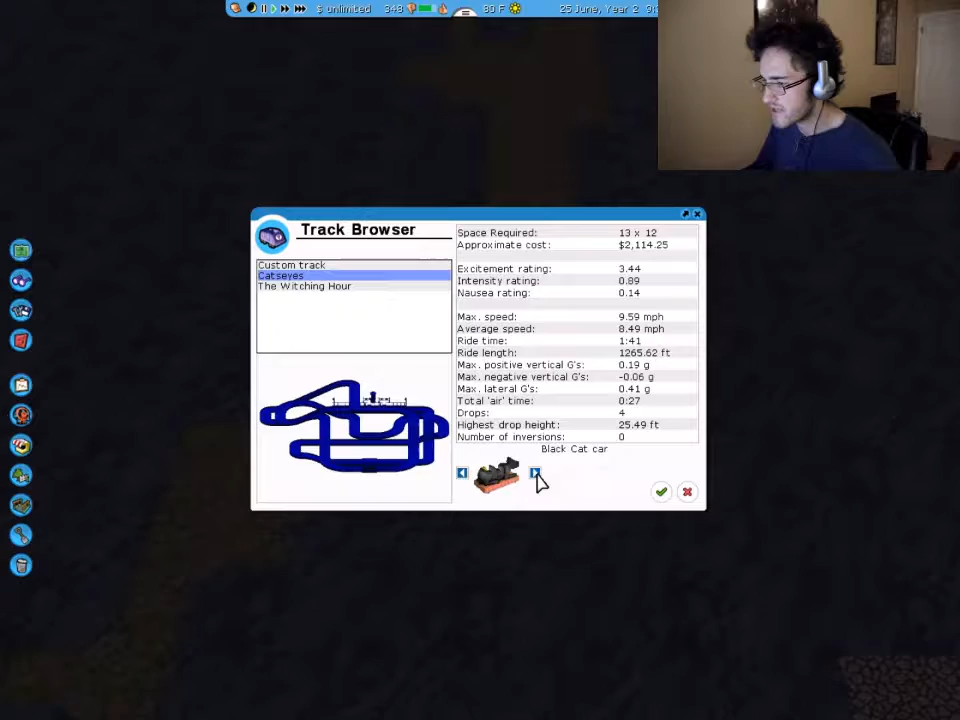 $ unlimited 348 80 F 25 June, Year 2 9:
Track Browser
Custom track
Catseyes
The Witching Hour
Space Required: 13 x 12
Approximate cost: $2,114.25
Excitement rating: 3.44
Intensity rating: 0.89
Nausea rating: 0.14
Max. speed: 9.59 mph
Average speed: 8.49 mph
Ride time: 1:41
Ride length: 1265.62 ft
Max. positive vertical G's: 0.19 g
Max. negative vertical G's: -0.06 g
Max. lateral G's: 0.41 g
Total 'air' time: 0:27
Drops: 4
Highest drop height: 25.49 ft
Number of inversions: 0
Black Cat car